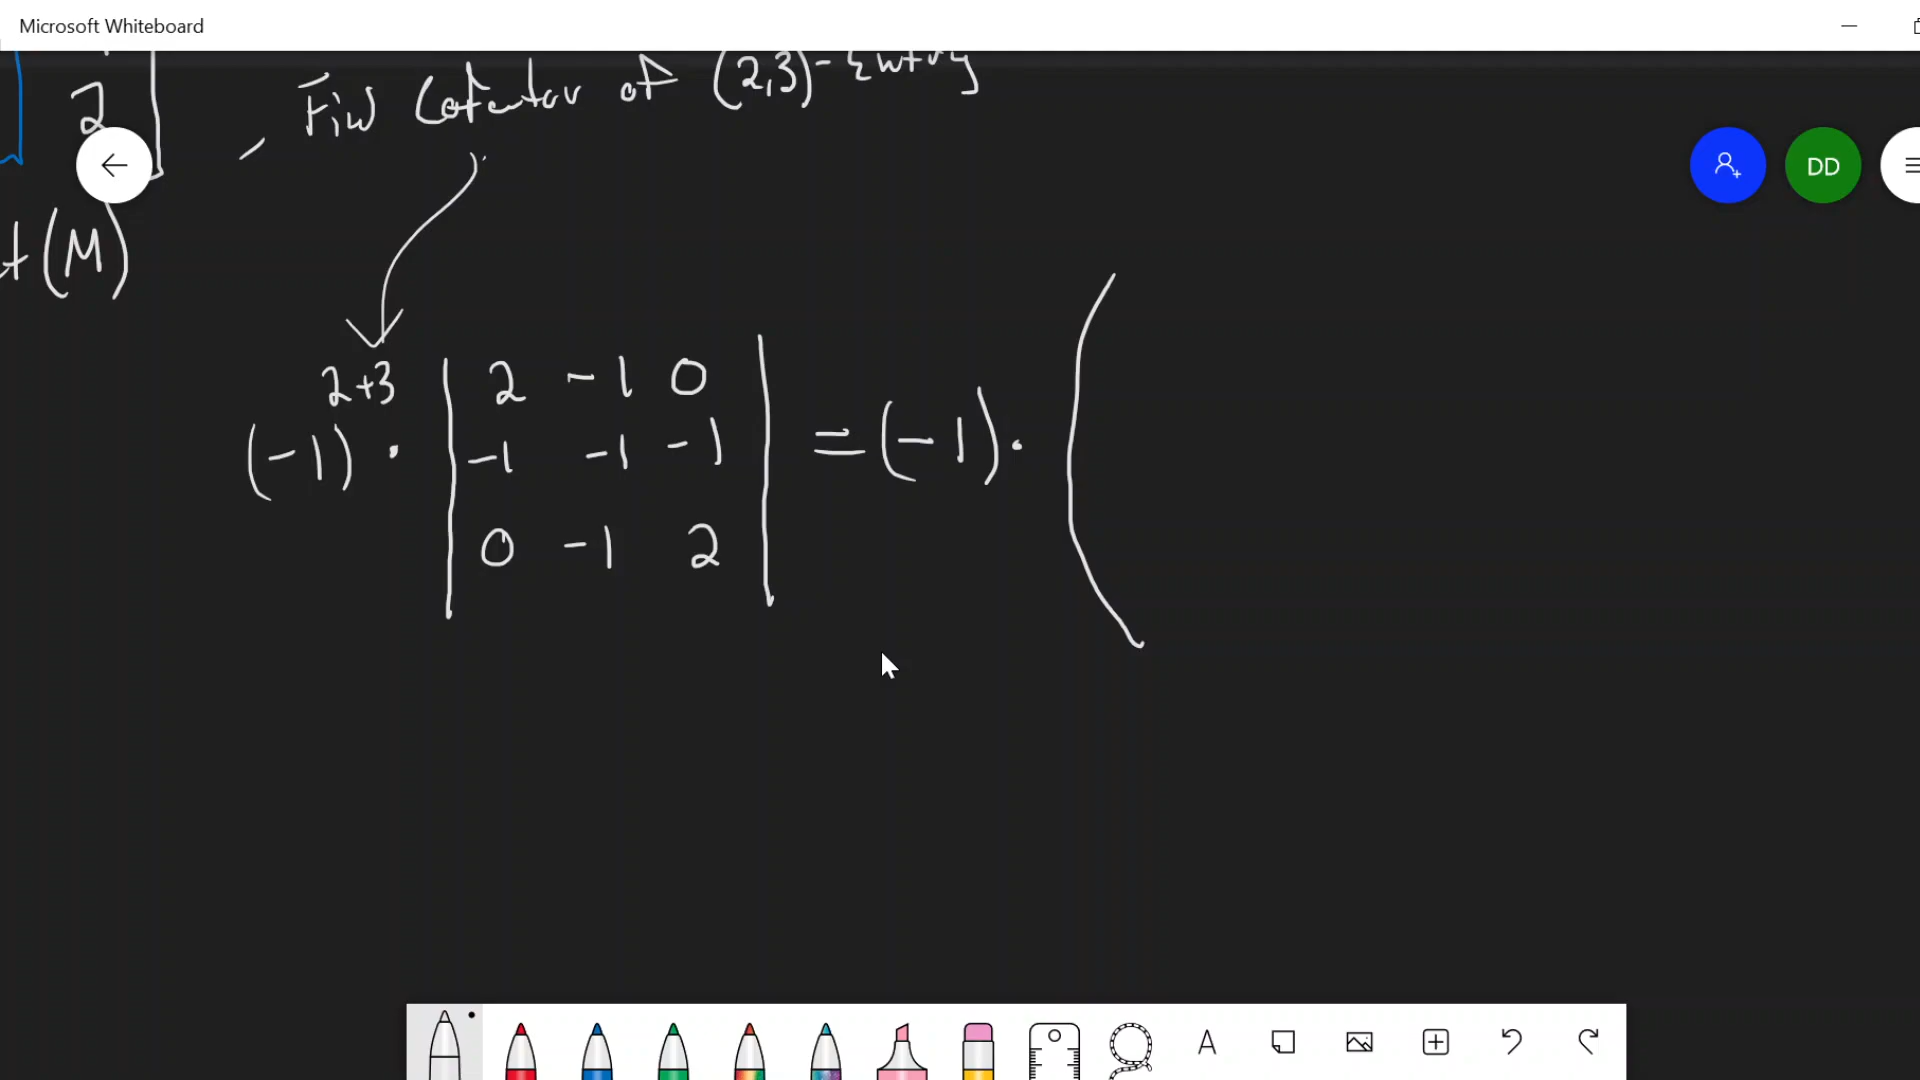 Microsoft Whiteboard
2
Find Cofactor of (2,3)-Entry
DD
t(M)
(-1)^{2+3} · | 2 -1 0 | = (-1) · (
| -1 -1 -1 |
| 0 -1 2 |
A